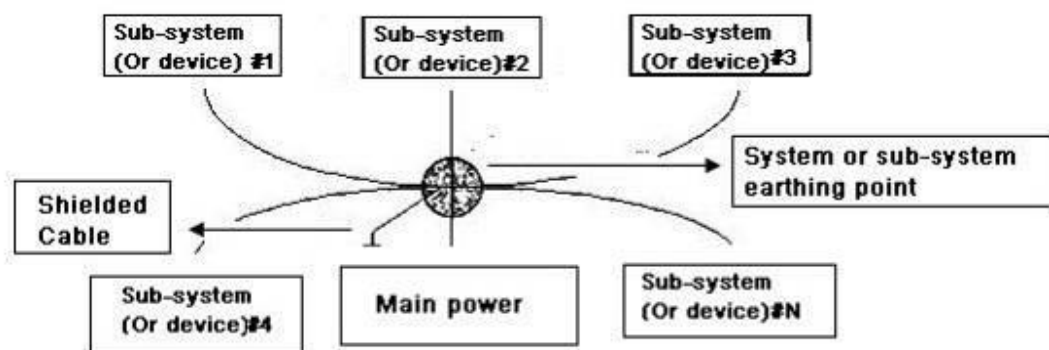 Sub-system
(Or device) #1
Sub-system
(Or device)#2
Sub-system
(Or device)#3
System or sub-system
earthing point
Shielded
Cable
Sub-system
(Or device)#4
Main power
Sub-system
(Or device)#N